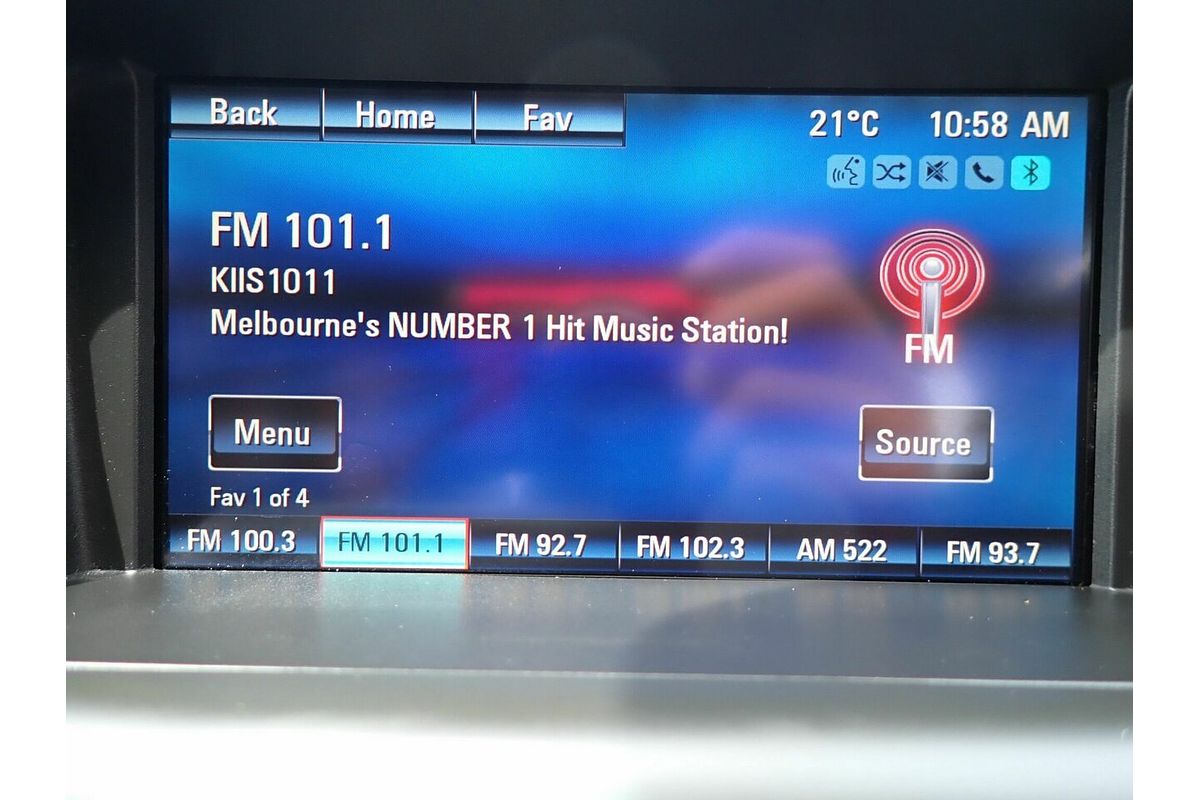 Back Home Fav 21°C 10:58 AM
FM 101.1
KIIS1011
Melbourne's NUMBER 1 Hit Music Station!
FM
Menu Source
Fav 1 of 4
FM 100.3 FM 101.1 FM 92.7 FM 102.3 AM 522 FM 93.7